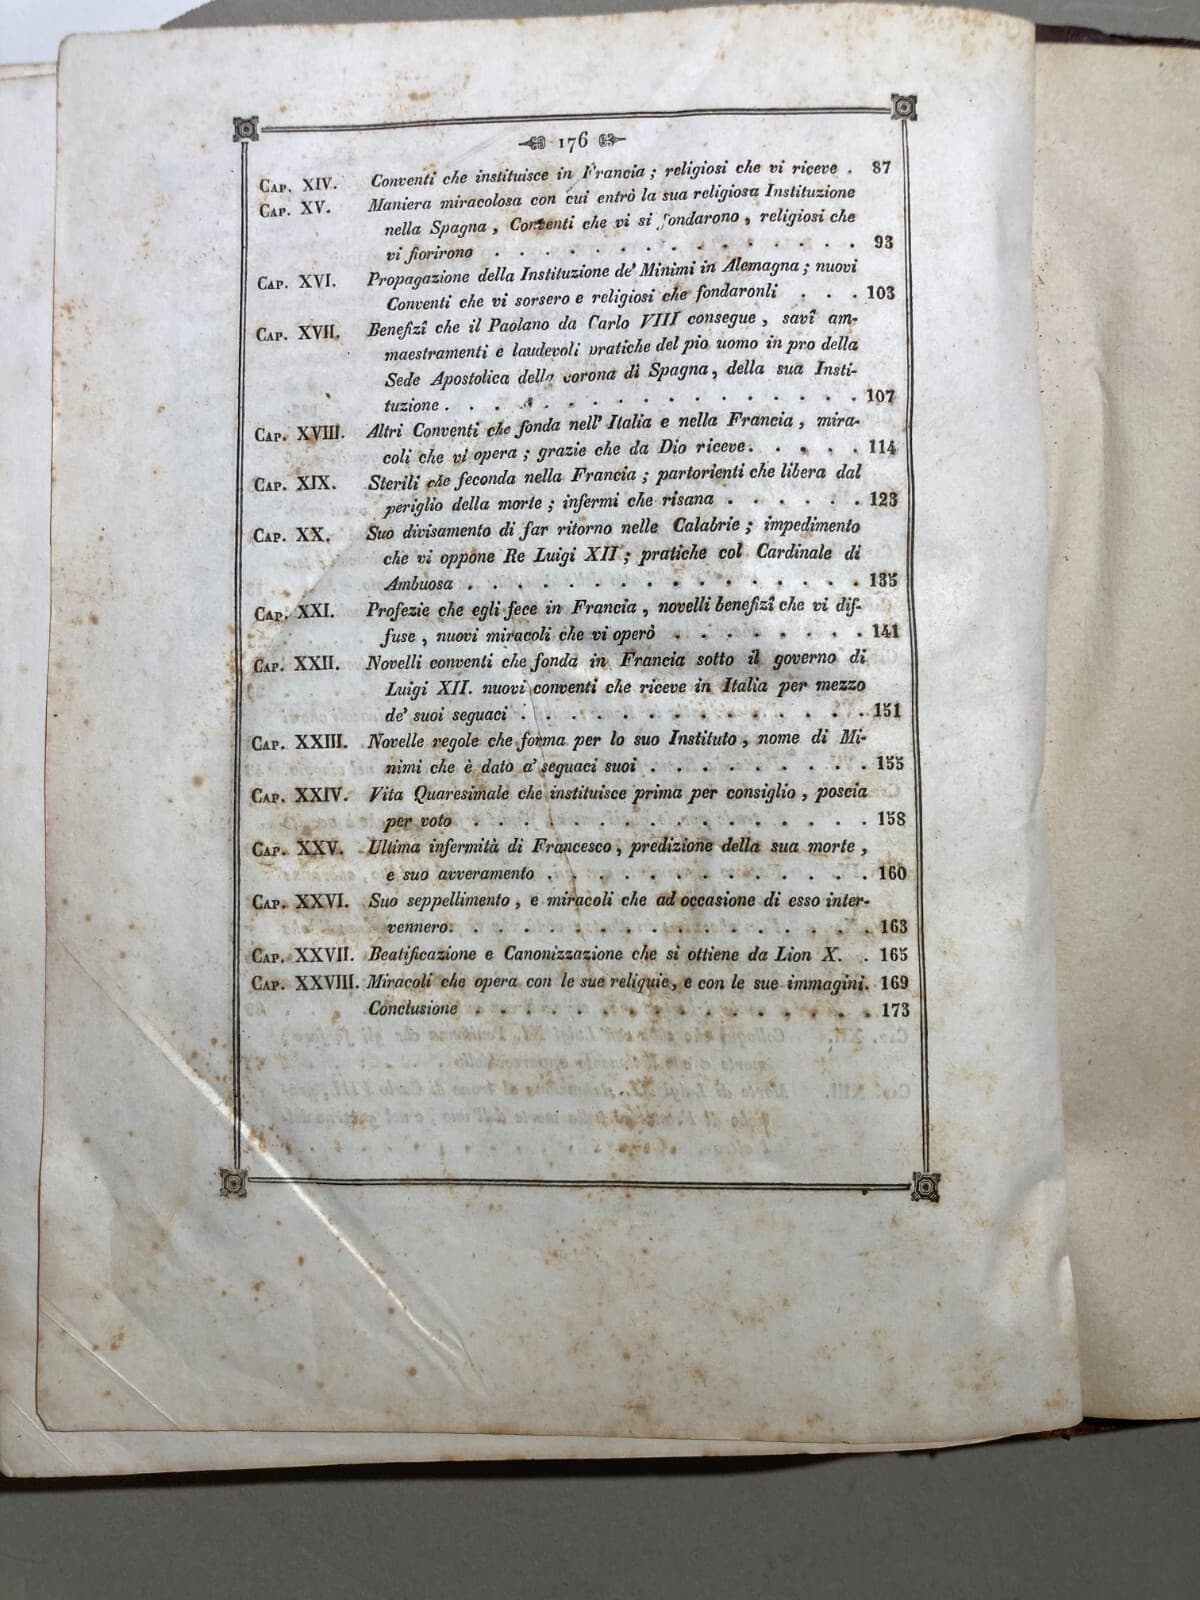 176
CAP. XIV. Conventi che instituisce in Francia ; religiosi che vi riceve . 87
CAP. XV. Maniera miracolosa con cui entrò la sua religiosa Instituzione
nella Spagna , Conventi che vi si fondarono , religiosi che
vi fiorirono . . . . . . . . . . . . . 93
CAP. XVI. Propagazione della Instituzione de' Minimi in Alemagna ; nuovi
Conventi che vi sorsero e religiosi che fondaronli . . . 103
CAP. XVII. Benefizî che il Paolano da Carlo VIII consegue , savî am-
maestramenti e laudevoli pratiche del pio uomo in pro della
Sede Apostolica della corona di Spagna , della sua Insti-
tuzione . . . . . . . . . . . . . . . 107
CAP. XVIII. Altri Conventi che fonda nell' Italia e nella Francia , mira-
coli che vi opera ; grazie che da Dio riceve. . . . . 114
CAP. XIX. Sterili che feconda nella Francia ; partorienti che libera dal
periglio della morte ; infermi che risana . . . . . . 123
CAP. XX. Suo divisamento di far ritorno nelle Calabrie ; impedimento
che vi oppone Re Luigi XII ; pratiche col Cardinale di
Ambuosa . . . . . . . . . . . . . . . 135
CAP. XXI. Profezie che egli fece in Francia , novelli benefizî che vi dif-
fuse , nuovi miracoli che vi operò . . . . . . . . 141
CAP. XXII. Novelli conventi che fonda in Francia sotto il governo di
Luigi XII. nuovi conventi che riceve in Italia per mezzo
de' suoi seguaci . . . . . . . . . . . . . 151
CAP. XXIII. Novelle regole che forma per lo suo Instituto , nome di Mi-
nimi che è dato a' seguaci suoi . . . . . . . . . 155
CAP. XXIV. Vita Quaresimale che instituisce prima per consiglio , poscia
per voto . . . . . . . . . . . . . . . 158
CAP. XXV. Ultima infermità di Francesco , predizione della sua morte ,
e suo avveramento . . . . . . . . . . . . 160
CAP. XXVI. Suo seppellimento , e miracoli che ad occasione di esso inter-
vennero. . . . . . . . . . . . . . . . 163
CAP. XXVII. Beatificazione e Canonizzazione che si ottiene da Lion X. . 165
CAP. XXVIII. Miracoli che opera con le sue reliquie, e con le sue immagini. 169
Conclusione . . . . . . . . . . . . . . . 173